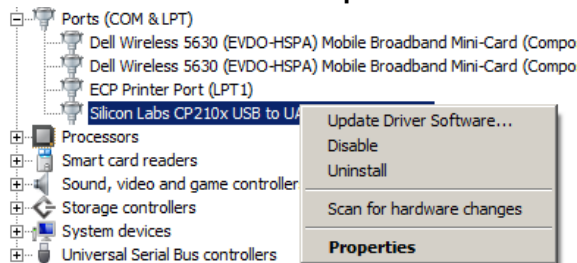 Ports (COM & LPT)
Dell Wireless 5630 (EVDO-HSPA) Mobile Broadband Mini-Card (Compo
Dell Wireless 5630 (EVDO-HSPA) Mobile Broadband Mini-Card (Compo
ECP Printer Port (LPT1)
Silicon Labs CP210x USB to UA
Update Driver Software...
Processors
Disable
Smart card readers
Uninstall
Sound, video and game controller
Storage controllers
Scan for hardware changes
System devices
Properties
Universal Serial Bus controllers